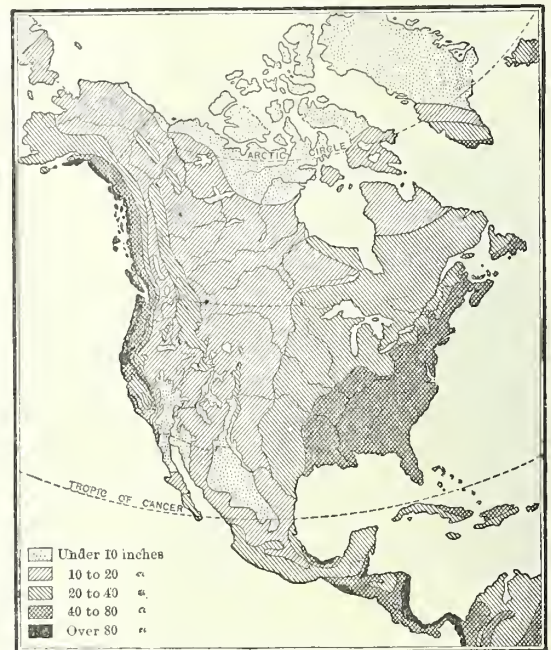 ARCTIC CIRCLE
TROPIC OF CANCER
Under 10 inches
10 to 20 "
20 to 40 "
40 to 80 "
Over 80 "